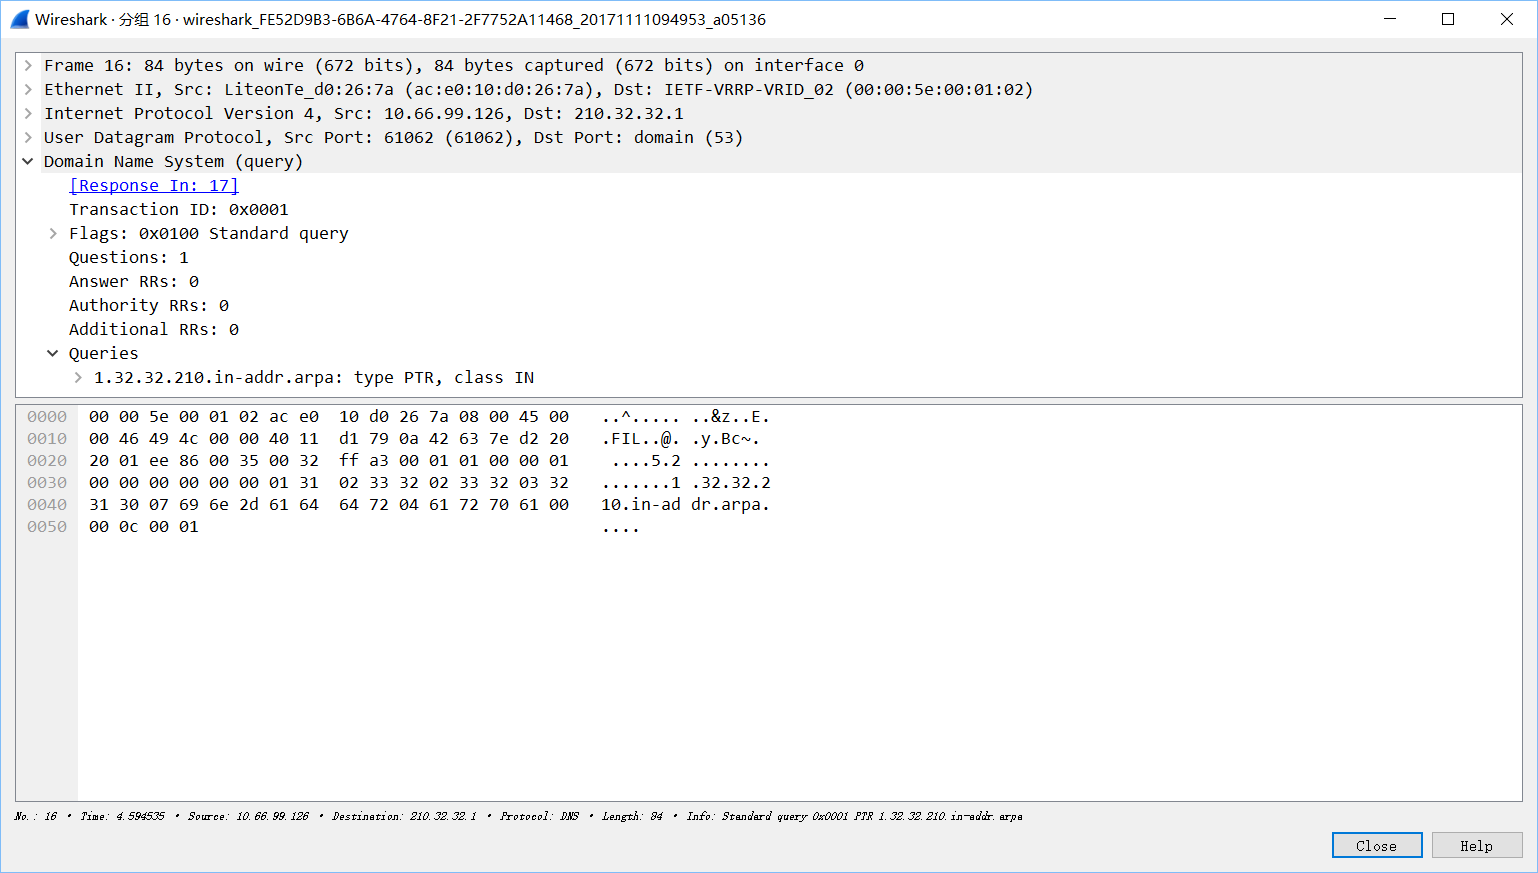 Wireshark · 分组 16 · wireshark_FE52D9B3-6B6A-4764-8F21-2F7752A11468_20171111094953_a05136
Frame 16: 84 bytes on wire (672 bits), 84 bytes captured (672 bits) on interface 0
Ethernet II, Src: LiteonTe_d0:26:7a (ac:e0:10:d0:26:7a), Dst: IETF-VRRP-VRID_02 (00:00:5e:00:01:02)
Internet Protocol Version 4, Src: 10.66.99.126, Dst: 210.32.32.1
User Datagram Protocol, Src Port: 61062 (61062), Dst Port: domain (53)
Domain Name System (query)
[Response In: 17]
Transaction ID: 0x0001
Flags: 0x0100 Standard query
Questions: 1
Answer RRs: 0
Authority RRs: 0
Additional RRs: 0
Queries
1.32.32.210.in-addr.arpa: type PTR, class IN
0000 00 00 5e 00 01 02 ac e0 10 d0 26 7a 08 00 45 00 ..^..... ..&z..E.
0010 00 46 49 4c 00 00 40 11 d1 79 0a 42 63 7e d2 20 .FIL..@. .y.Bc~.
0020 20 01 ee 86 00 35 00 32 ff a3 00 01 01 00 00 01 ....5.2 ........
0030 00 00 00 00 00 00 01 31 02 33 32 02 33 32 03 32 .......1 .32.32.2
0040 31 30 07 69 6e 2d 61 64 64 72 04 61 72 70 61 00 10.in-ad dr.arpa.
0050 00 0c 00 01 ....
No.: 16 · Time: 4.594535 · Source: 10.66.99.126 · Destination: 210.32.32.1 · Protocol: DNS · Length: 84 · Info: Standard query 0x0001 PTR 1.32.32.210.in-addr.arpa
Close Help